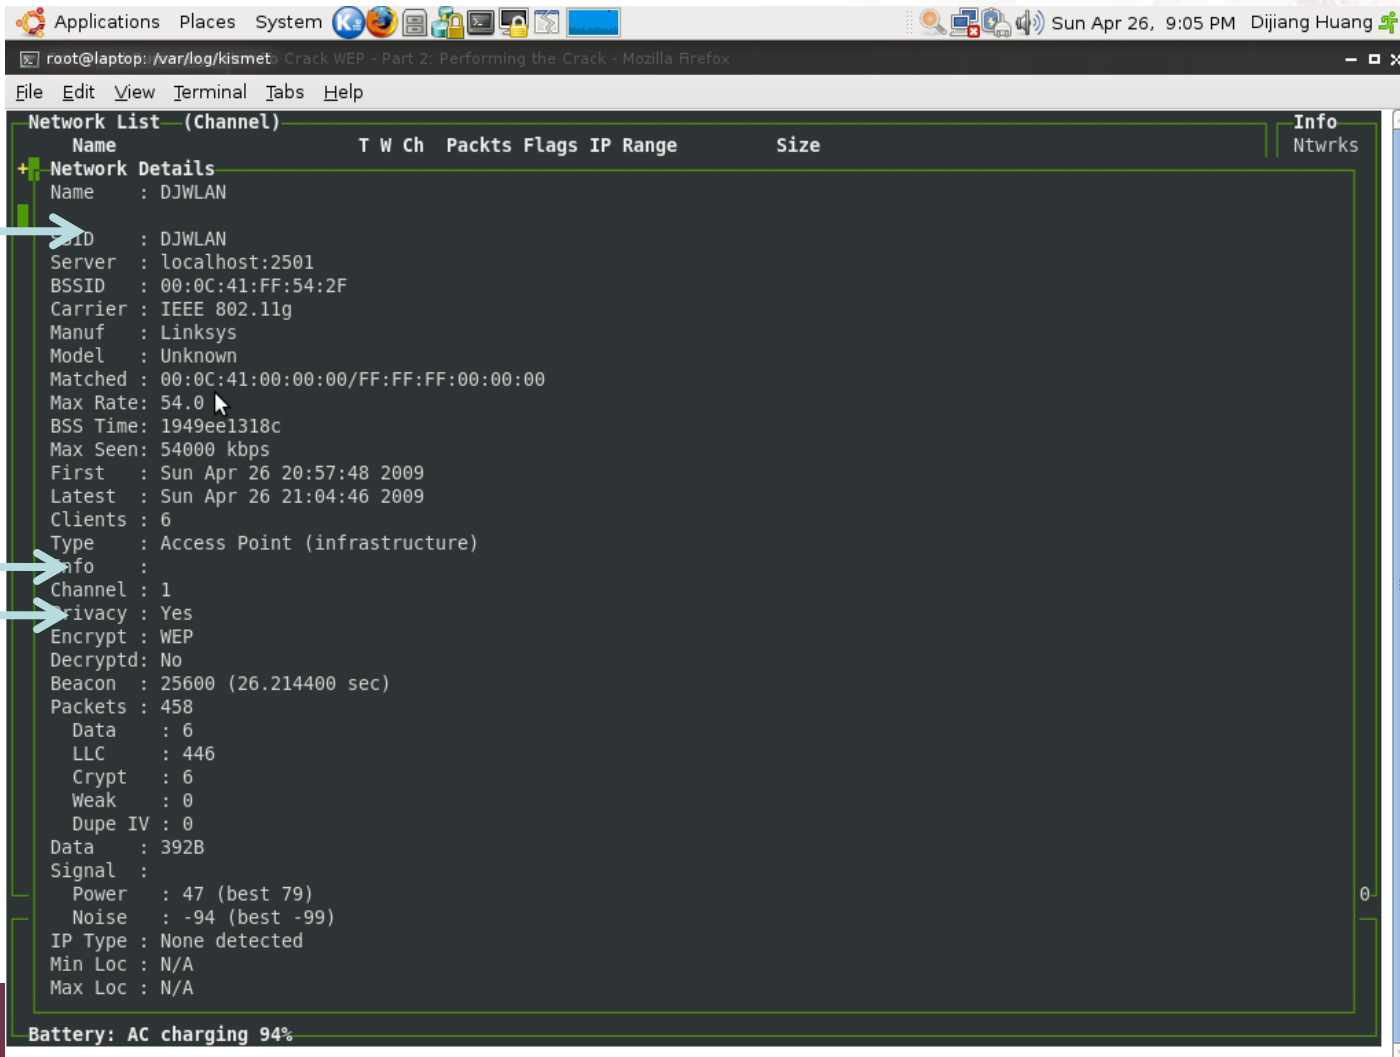 Applications Places System Sun Apr 26, 9:05 PM Dijiang Huang
root@laptop: /var/log/kismet Crack WEP - Part 2: Performing the Crack - Mozilla Firefox
File Edit View Terminal Tabs Help
Network List—(Channel) Info
Name T W Ch Packts Flags IP Range Size Ntwrks
+ Network Details
Name : DJWLAN
SSID : DJWLAN
Server : localhost:2501
BSSID : 00:0C:41:FF:54:2F
Carrier : IEEE 802.11g
Manuf : Linksys
Model : Unknown
Matched : 00:0C:41:00:00:00/FF:FF:FF:00:00:00
Max Rate: 54.0
BSS Time: 1949ee1318c
Max Seen: 54000 kbps
First : Sun Apr 26 20:57:48 2009
Latest : Sun Apr 26 21:04:46 2009
Clients : 6
Type : Access Point (infrastructure)
Info :
Channel : 1
Privacy : Yes
Encrypt : WEP
Decryptd: No
Beacon : 25600 (26.214400 sec)
Packets : 458
Data : 6
LLC : 446
Crypt : 6
Weak : 0
Dupe IV : 0
Data : 392B
Signal :
Power : 47 (best 79) 0
Noise : -94 (best -99)
IP Type : None detected
Min Loc : N/A
Max Loc : N/A
Battery: AC charging 94%